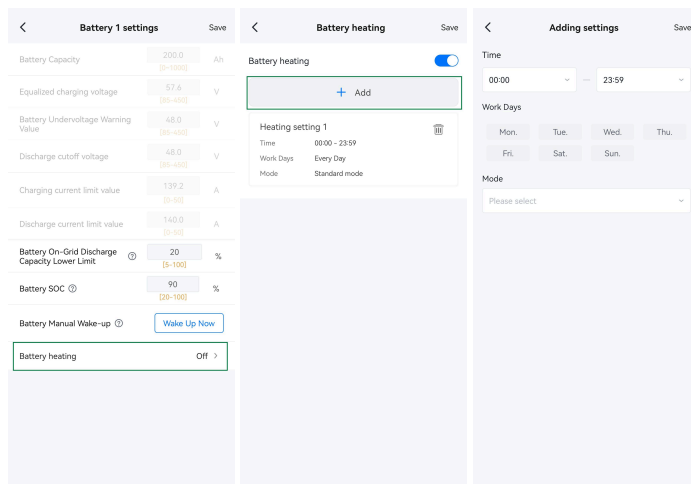 Battery 1 settings
Save
Battery Capacity
200.0
Ah
[0-1000]
Equalized charging voltage
57.6
V
[85-450]
Battery Undervoltage Warning
Value
48.0
V
[85-450]
Discharge cutoff voltage
48.0
V
[85-450]
Charging current limit value
139.2
A
[0-50]
Discharge current limit value
140.0
A
[0-50]
Battery On-Grid Discharge
Capacity Lower Limit
20
%
[5-100]
Battery SOC
90
%
[20-100]
Battery Manual Wake-up
Wake Up Now
Battery heating
Off
Battery heating
Save
Battery heating
+ Add
Heating setting 1
Time 00:00 - 23:59
Work Days Every Day
Mode Standard mode
Adding settings
Save
Time
00:00 — 23:59
Work Days
Mon. Tue. Wed. Thu.
Fri. Sat. Sun.
Mode
Please select